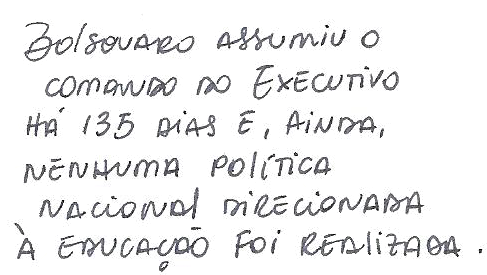 Bolsonaro assumiu o
comando do Executivo
há 135 dias e, ainda,
nenhuma política
nacional direcionada
à educação foi realizada.